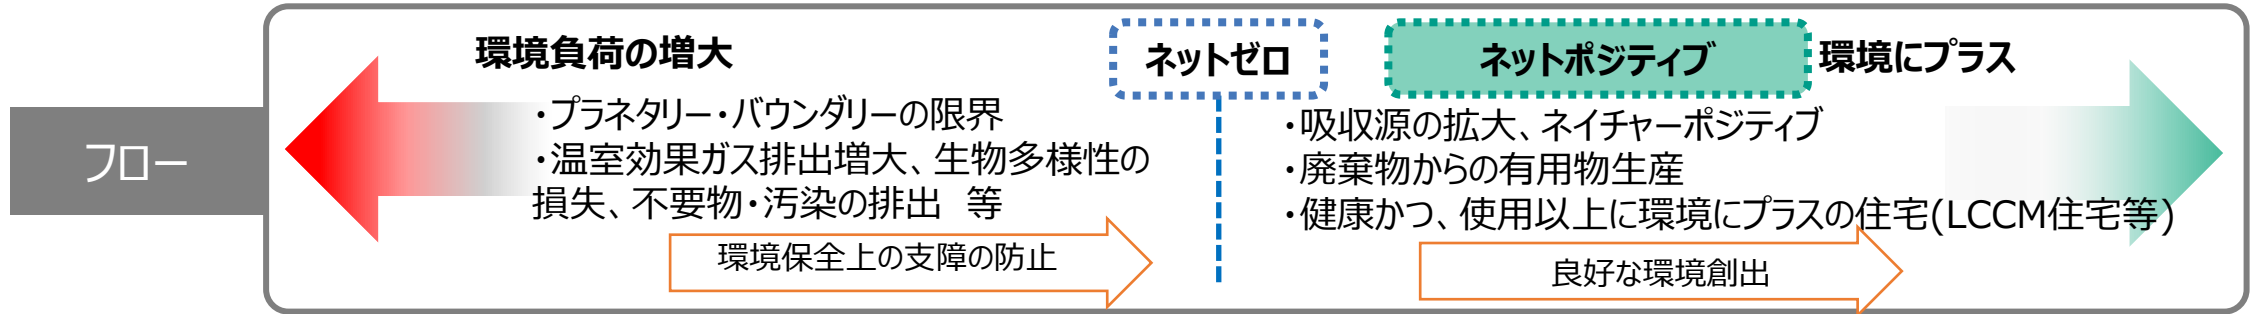 フロー
環境負荷の増大
・プラネタリー・バウンダリーの限界
・温室効果ガス排出増大、生物多様性の
損失、不要物・汚染の排出　等
環境保全上の支障の防止
ネットゼロ
ネットポジティブ
環境にプラス
・吸収源の拡大、ネイチャーポジティブ
・廃棄物からの有用物生産
・健康かつ、使用以上に環境にプラスの住宅(LCCM住宅等)
良好な環境創出